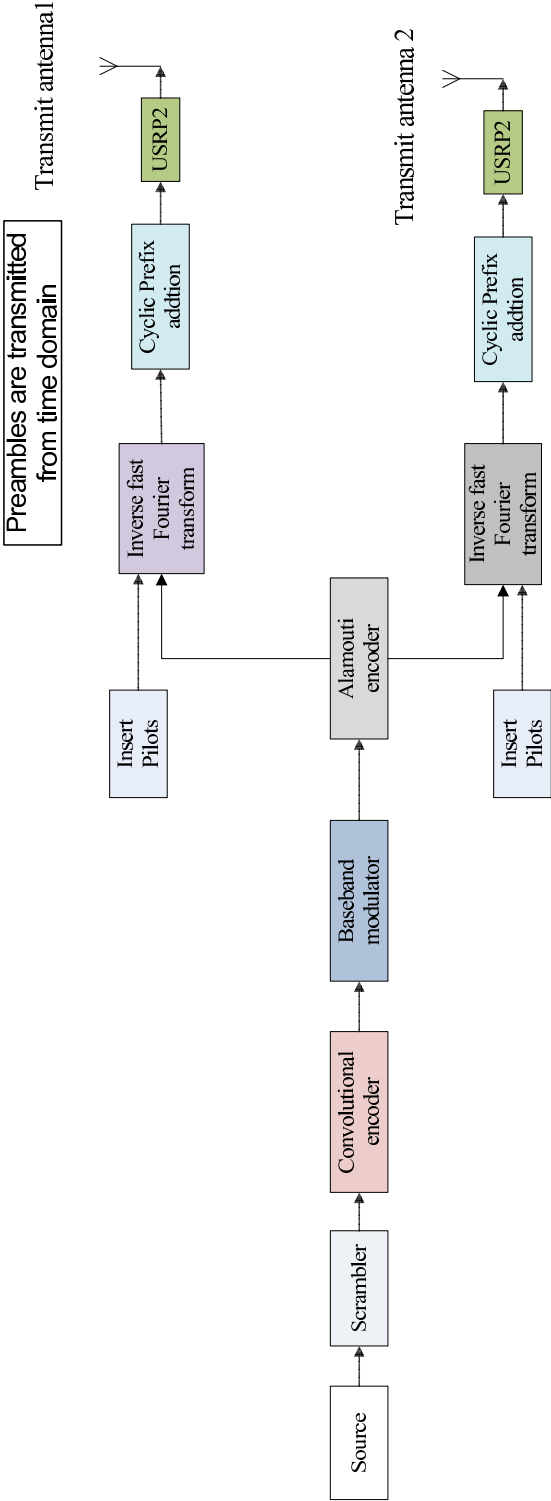 Preambles are transmitted
from time domain
Transmit antenna1
Insert
Pilots
Inverse fast
Fourier
transform
Cyclic Prefix
addtion
USRP2
Source
Scrambler
Convolutional
encoder
Baseband
modulator
Alamouti
encoder
Transmit antenna 2
Insert
Pilots
Inverse fast
Fourier
transform
Cyclic Prefix
addtion
USRP2